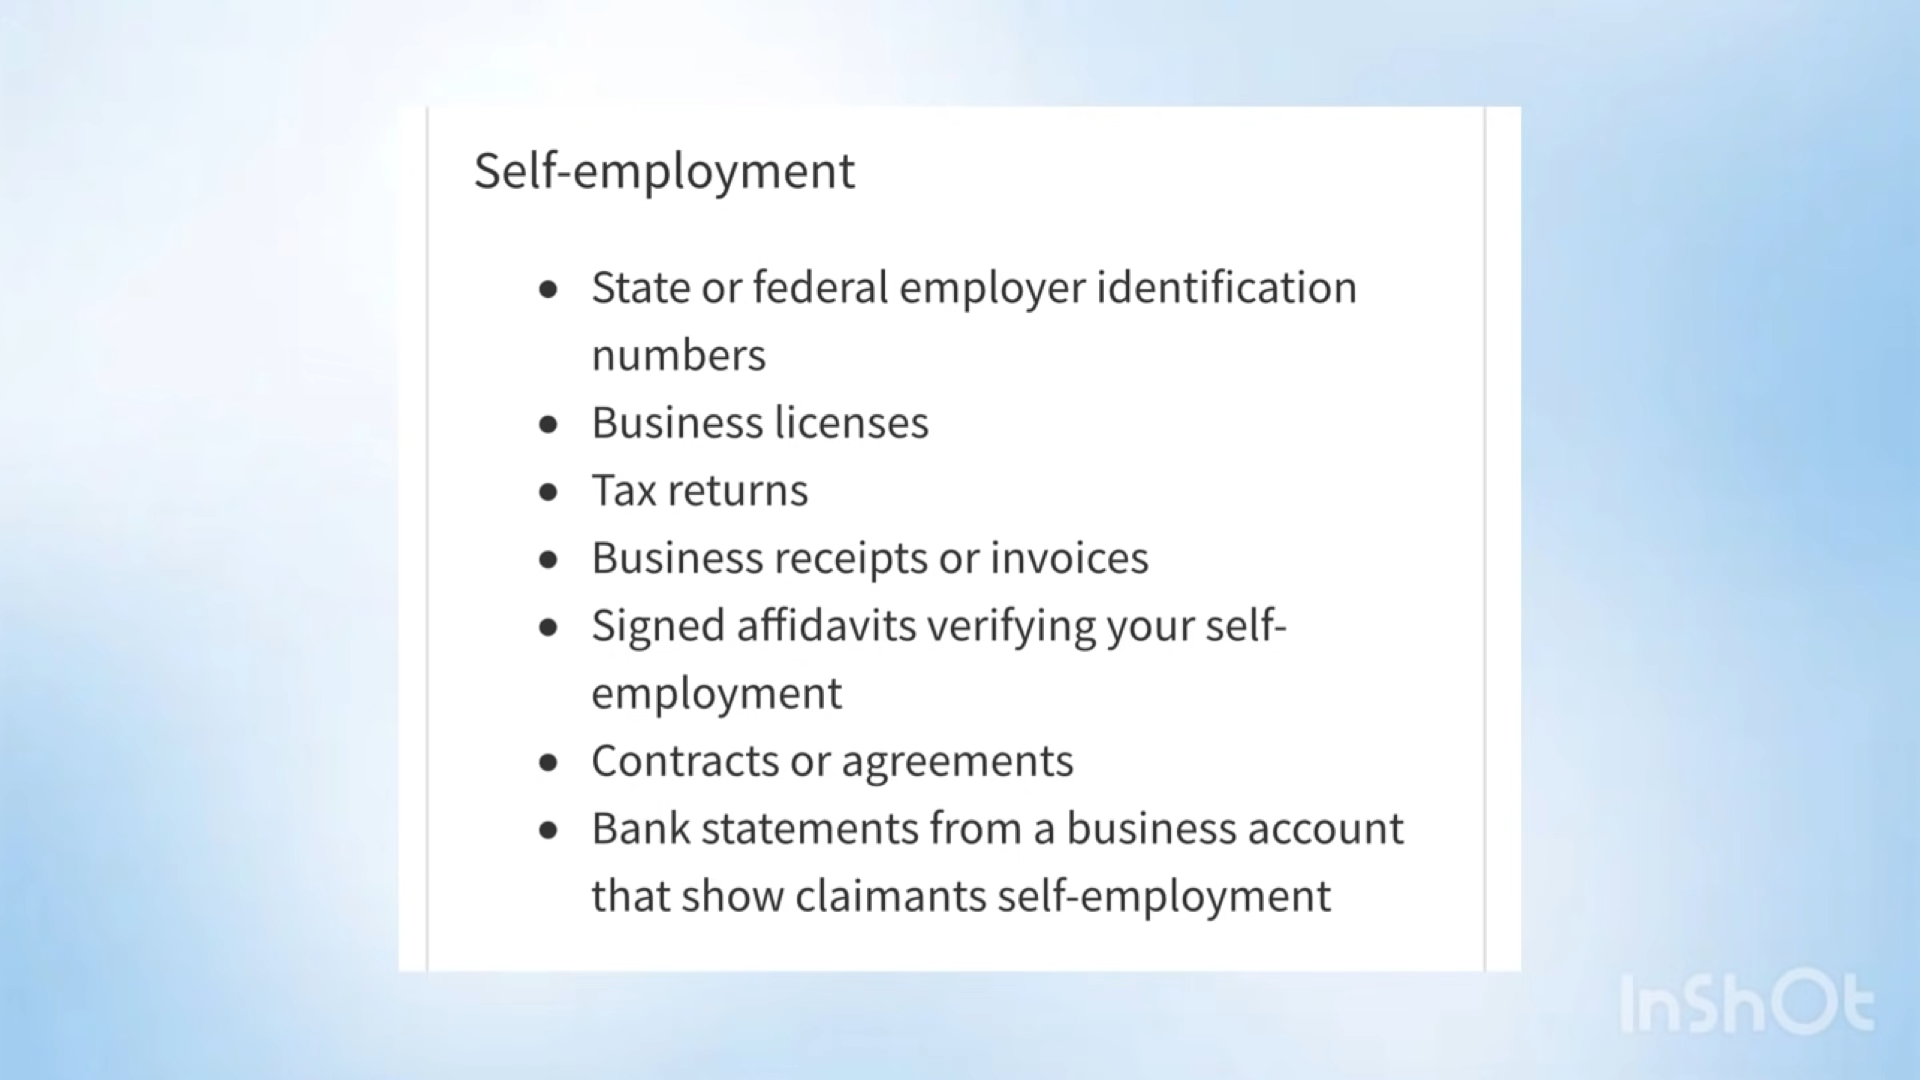 Self-employment
● State or federal employer identification
numbers
● Business licenses
● Tax returns
● Business receipts or invoices
● Signed affidavits verifying your self-
employment
● Contracts or agreements
● Bank statements from a business account
that show claimants self-employment
InShOt